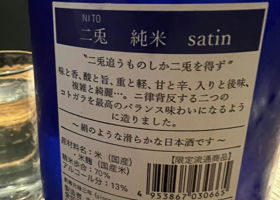 NITO
二兎 純米 satin
"二兎追うものしか二兎を得ず"
味と香、酸と旨、重と軽、甘と辛、入りと後味、
複雑と綺麗…。二律背反する二つの
コトガラを最高のバランス味わいになるよう
に造りました。
～絹のような滑らかな日本酒です～
原材料名：米（国産）
・米麹（国産米）
精米歩合：70%
アルコール分：13%
【限定流通商品】
4953867030665